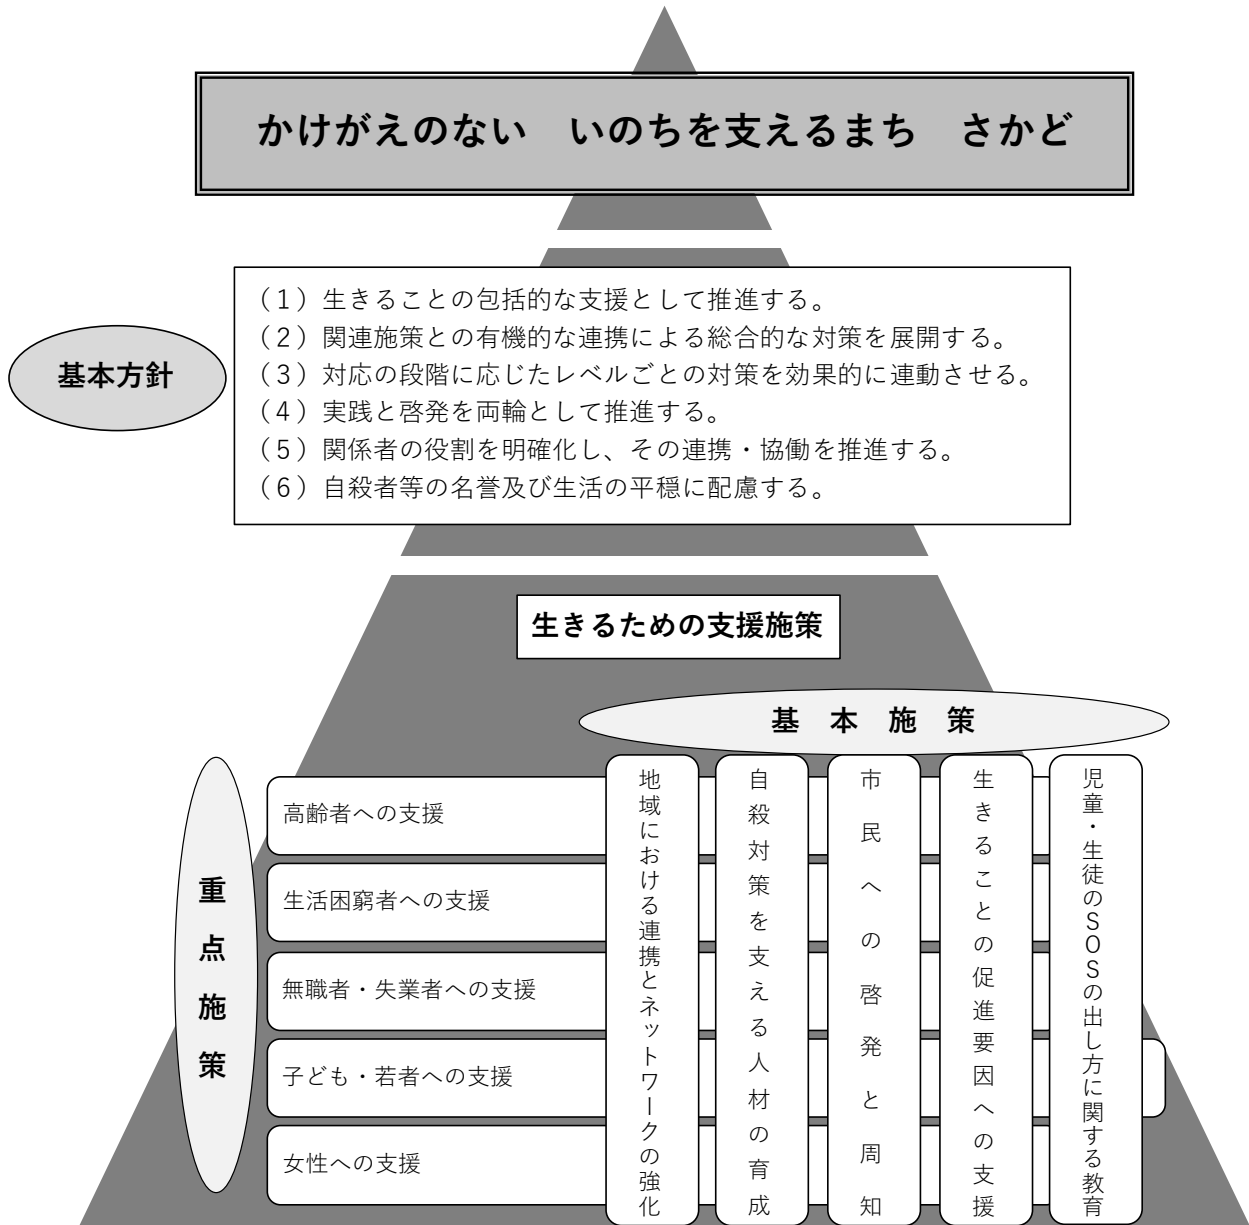 かけがえのない　いのちを支えるまち　さかど
基本方針
（１）生きることの包括的な支援として推進する。
（２）関連施策との有機的な連携による総合的な対策を展開する。
（３）対応の段階に応じたレベルごとの対策を効果的に連動させる。
（４）実践と啓発を両輪として推進する。
（５）関係者の役割を明確化し、その連携・協働を推進する。
（６）自殺者等の名誉及び生活の平穏に配慮する。
生きるための支援施策
基　本　施　策
地域における連携とネットワークの強化
自殺対策を支える人材の育成
市民への啓発と周知
生きることの促進要因への支援
児童・生徒のSOSの出し方に関する教育
重点施策
高齢者への支援
生活困窮者への支援
無職者・失業者への支援
子ども・若者への支援
女性への支援